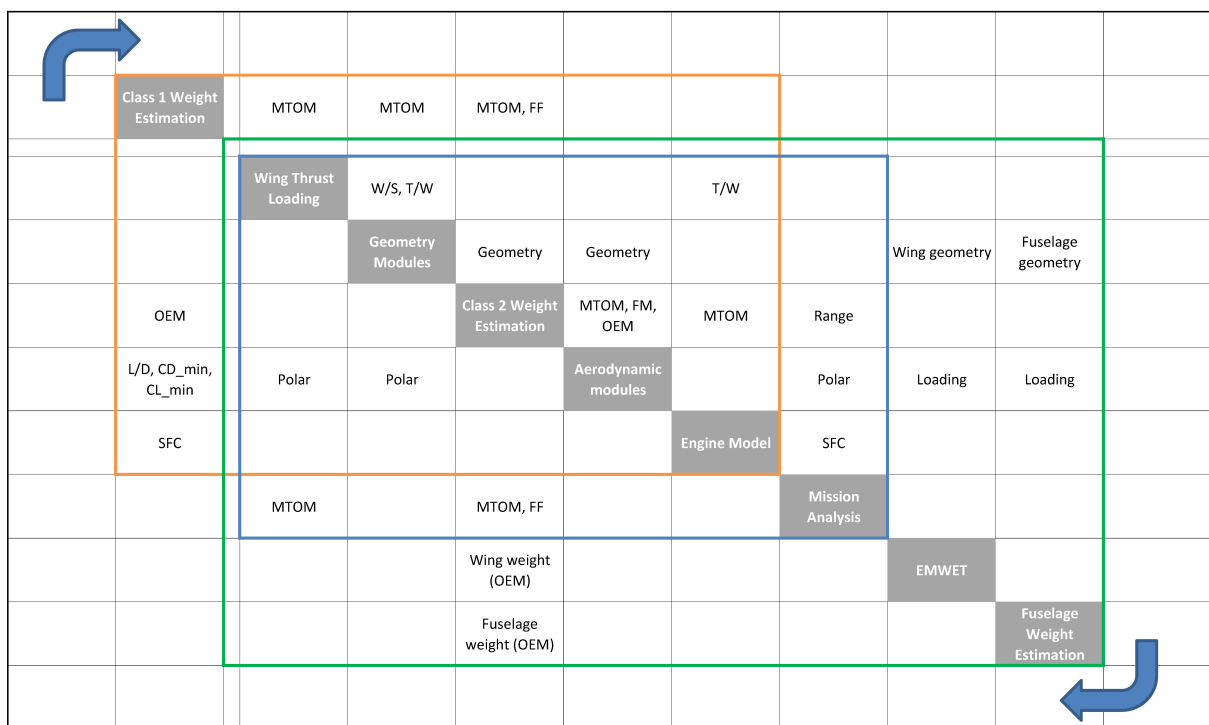 Class 1 Weight
Estimation
MTOM
MTOM
MTOM, FF
Wing Thrust
Loading
W/S, T/W
T/W
Geometry
Modules
Geometry
Geometry
Wing geometry
Fuselage
geometry
OEM
Class 2 Weight
Estimation
MTOM, FM,
OEM
MTOM
Range
L/D, CD_min,
CL_min
Polar
Polar
Aerodynamic
modules
Polar
Loading
Loading
SFC
Engine Model
SFC
MTOM
MTOM, FF
Mission
Analysis
Wing weight
(OEM)
EMWET
Fuselage
weight (OEM)
Fuselage
Weight
Estimation